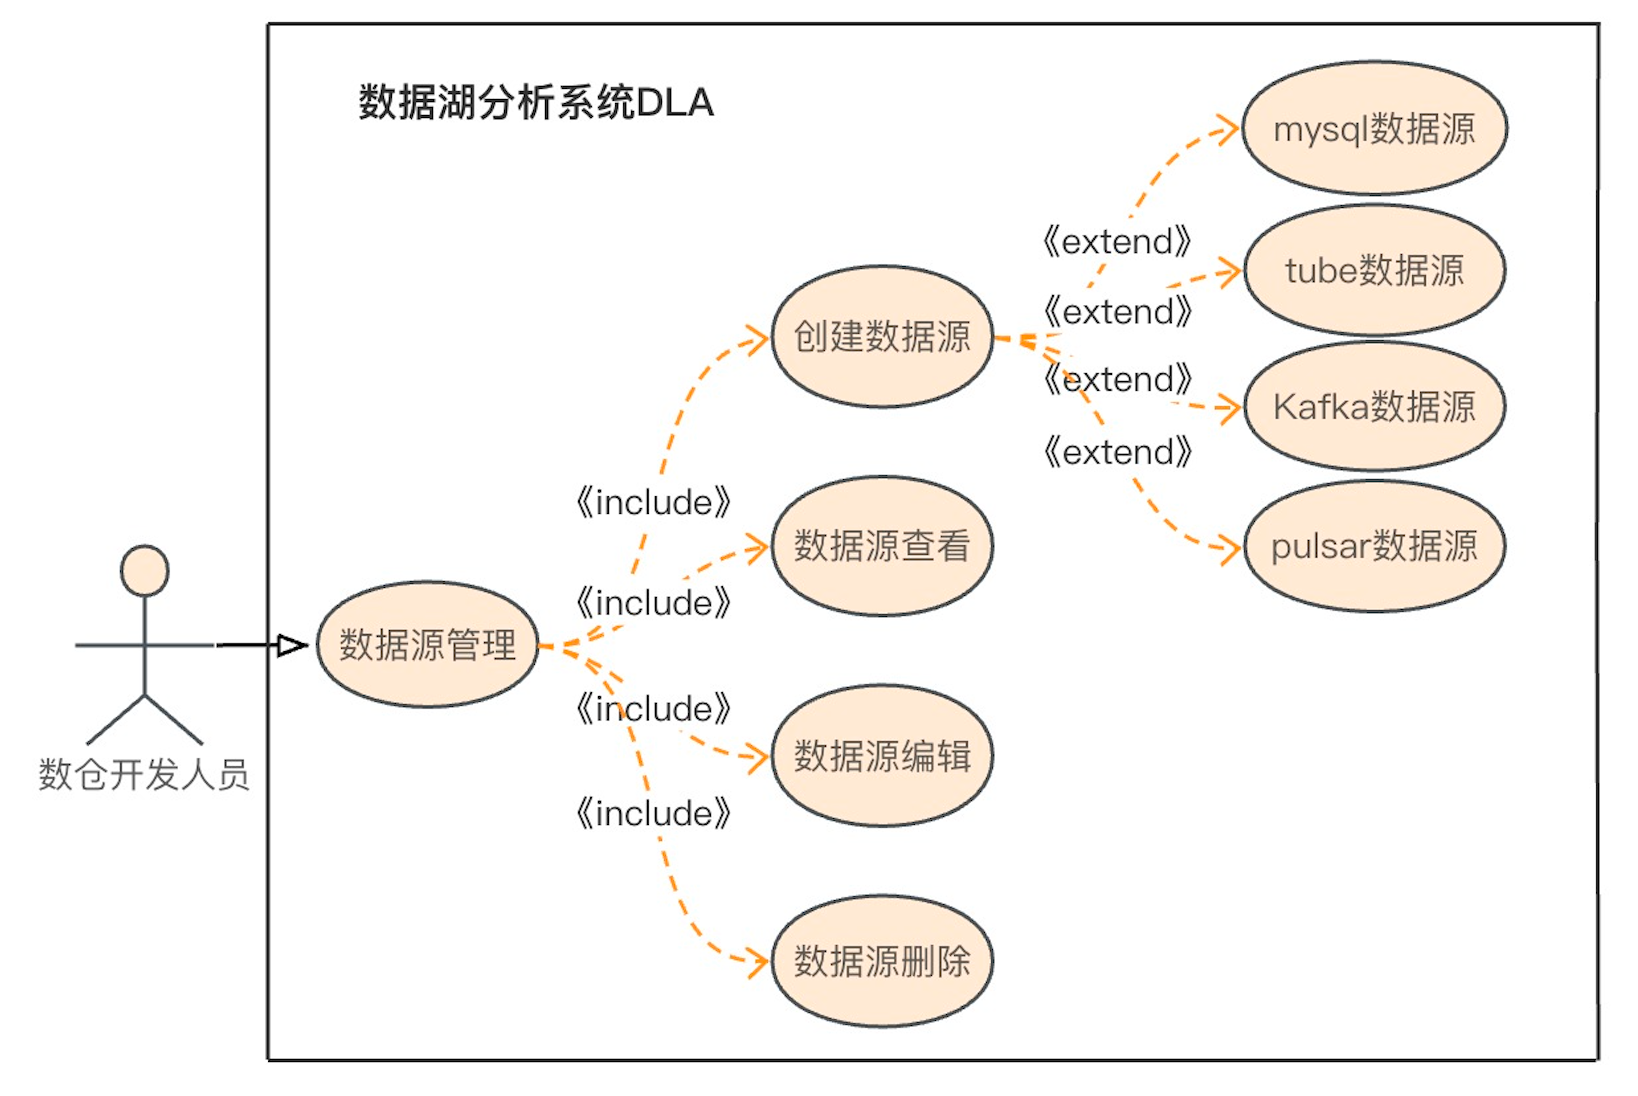 数据湖分析系统DLA
mysql数据源
《extend》
tube数据源
《extend》
创建数据源
《extend》
Kafka数据源
《extend》
《include》
数据源查看
pulsar数据源
《include》
数据源管理
《include》
数据源编辑
数仓开发人员
《include》
数据源删除